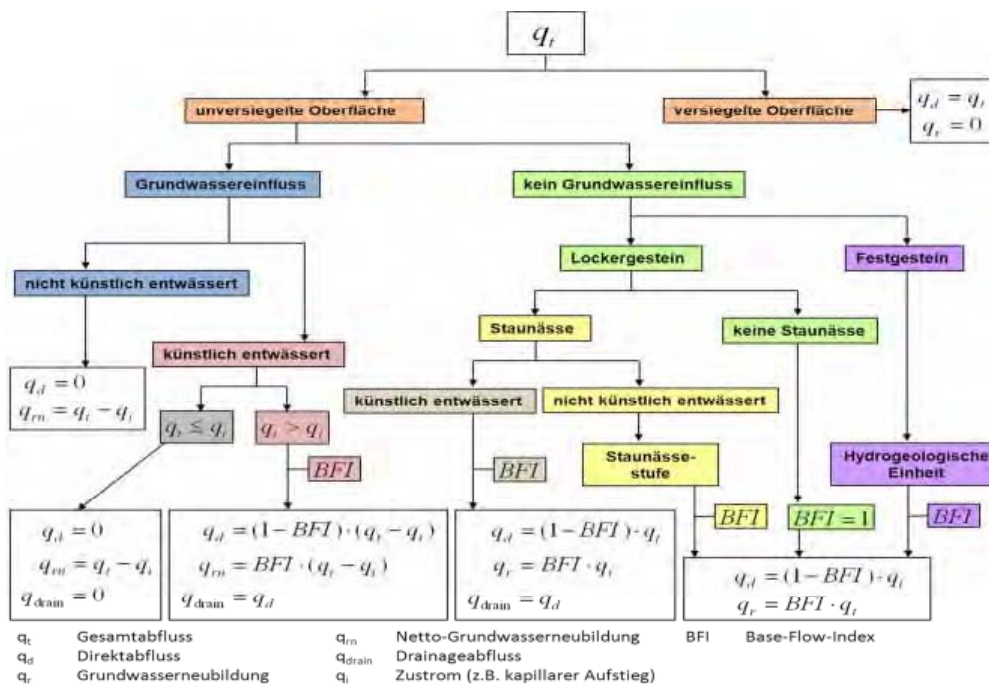 q_t
unversiegelte Oberfläche
versiegelte Oberfläche
q_d = q_t
q_r = 0
Grundwassereinfluss
kein Grundwassereinfluss
Lockergestein
Festgestein
nicht künstlich entwässert
Staunässe
keine Staunässe
künstlich entwässert
q_d = 0
q_rn = q_t − q_i
künstlich entwässert
nicht künstlich entwässert
q_t ≤ q_i
q_t > q_i
BFI
BFI
Staunässe-
stufe
Hydrogeologische
Einheit
BFI
BFI = 1
BFI
q_d = 0
q_rn = q_t − q_i
q_drain = 0
q_d = (1 − BFI) · (q_t − q_i)
q_rn = BFI · (q_t − q_i)
q_drain = q_d
q_d = (1 − BFI) · q_t
q_r = BFI · q_t
q_drain = q_d
q_d = (1 − BFI) · q_t
q_r = BFI · q_t
q_t Gesamtabfluss q_rn Netto-Grundwasserneubildung BFI Base-Flow-Index
q_d Direktabfluss q_drain Drainageabfluss
q_r Grundwasserneubildung q_i Zustrom (z.B. kapillarer Aufstieg)